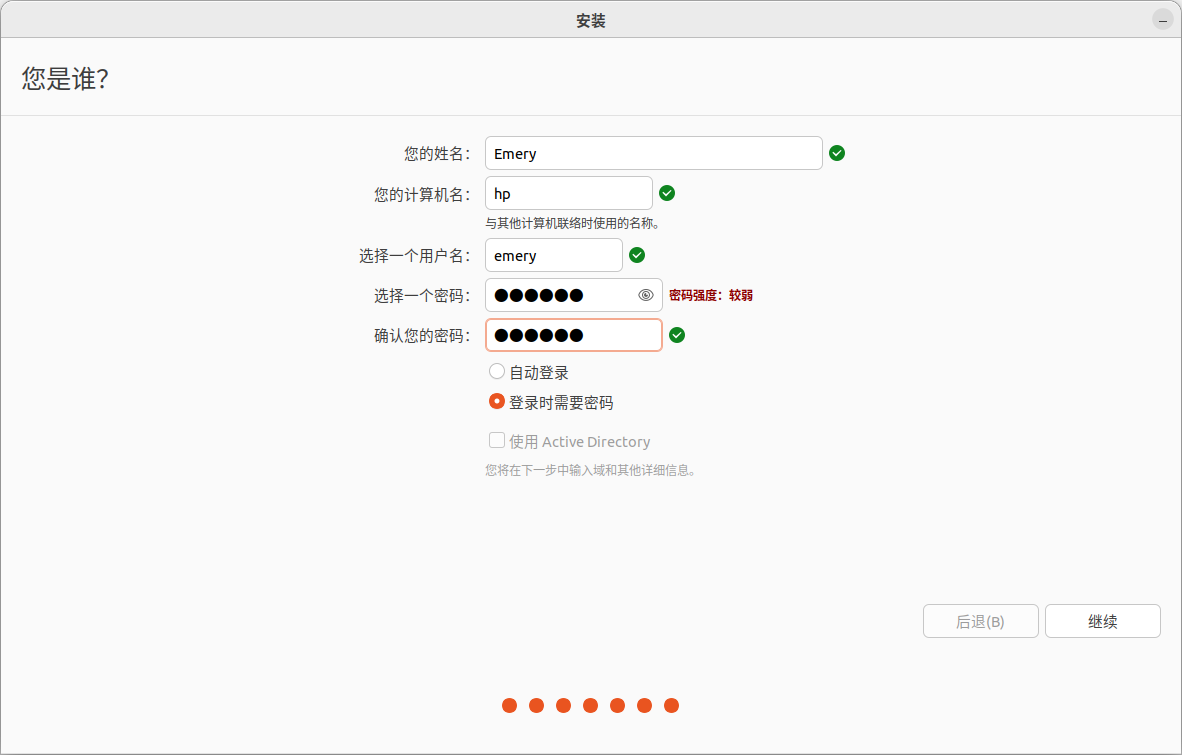 安装
您是谁？
您的姓名： Emery
您的计算机名： hp
与其他计算机联络时使用的名称。
选择一个用户名： emery
选择一个密码： ●●●●●● 密码强度：较弱
确认您的密码： ●●●●●●
自动登录
登录时需要密码
使用 Active Directory
您将在下一步中输入域和其他详细信息。
后退(B) 继续